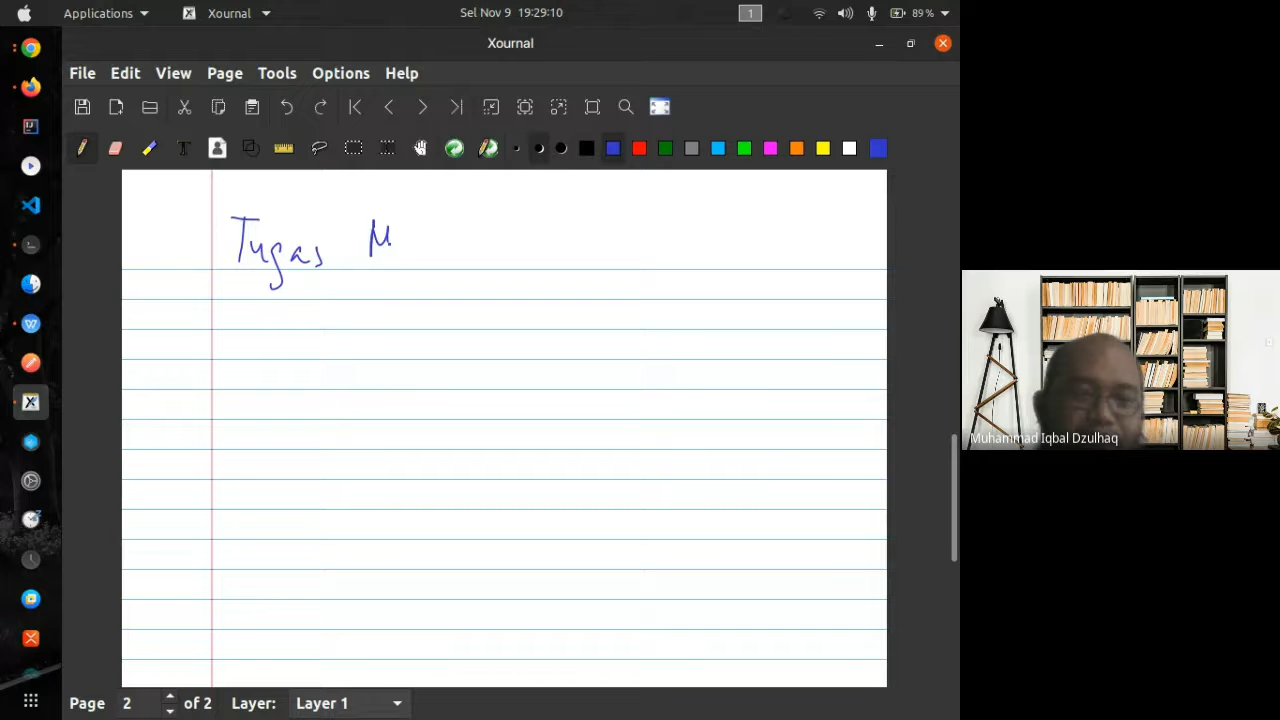 Applications Xournal Sel Nov 9 19:29:10 1 89 %
Xournal
File Edit View Page Tools Options Help
Tugas M
Muhammad Iqbal Dzulhaq
Page 2 of 2 Layer: Layer 1